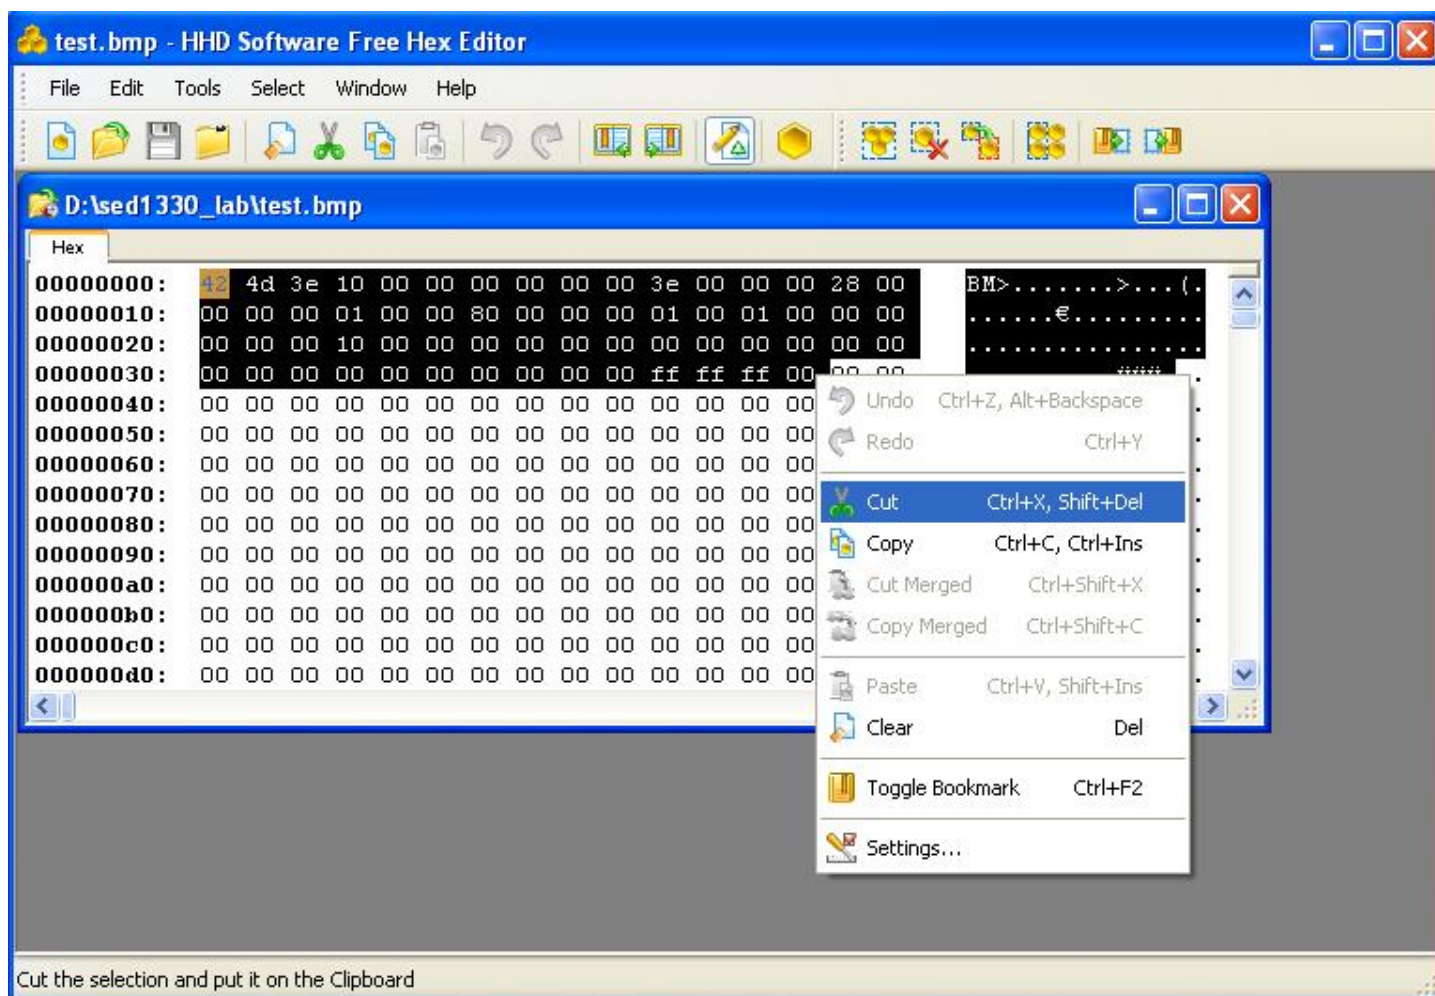 test.bmp - HHD Software Free Hex Editor
File Edit Tools Select Window Help
D:\sed1330_lab\test.bmp
Hex
00000000: 42 4d 3e 10 00 00 00 00 00 00 3e 00 00 00 28 00 BM>.......>...(.
00000010: 00 00 00 01 00 00 80 00 00 00 01 00 01 00 00 00 ......€.........
00000020: 00 00 00 10 00 00 00 00 00 00 00 00 00 00 00 00 ................
00000030: 00 00 00 00 00 00 00 00 00 00 ff ff ff 00 00 00
00000040: 00 00 00 00 00 00 00 00 00 00 00 00 00 00
00000050: 00 00 00 00 00 00 00 00 00 00 00 00 00 00
00000060: 00 00 00 00 00 00 00 00 00 00 00 00 00 00
00000070: 00 00 00 00 00 00 00 00 00 00 00 00 00 00
00000080: 00 00 00 00 00 00 00 00 00 00 00 00 00 00
00000090: 00 00 00 00 00 00 00 00 00 00 00 00 00 00
000000a0: 00 00 00 00 00 00 00 00 00 00 00 00 00 00
000000b0: 00 00 00 00 00 00 00 00 00 00 00 00 00 00
000000c0: 00 00 00 00 00 00 00 00 00 00 00 00 00 00
000000d0: 00 00 00 00 00 00 00 00 00 00 00 00 00 00
Undo Ctrl+Z, Alt+Backspace
Redo Ctrl+Y
Cut Ctrl+X, Shift+Del
Copy Ctrl+C, Ctrl+Ins
Cut Merged Ctrl+Shift+X
Copy Merged Ctrl+Shift+C
Paste Ctrl+V, Shift+Ins
Clear Del
Toggle Bookmark Ctrl+F2
Settings...
Cut the selection and put it on the Clipboard